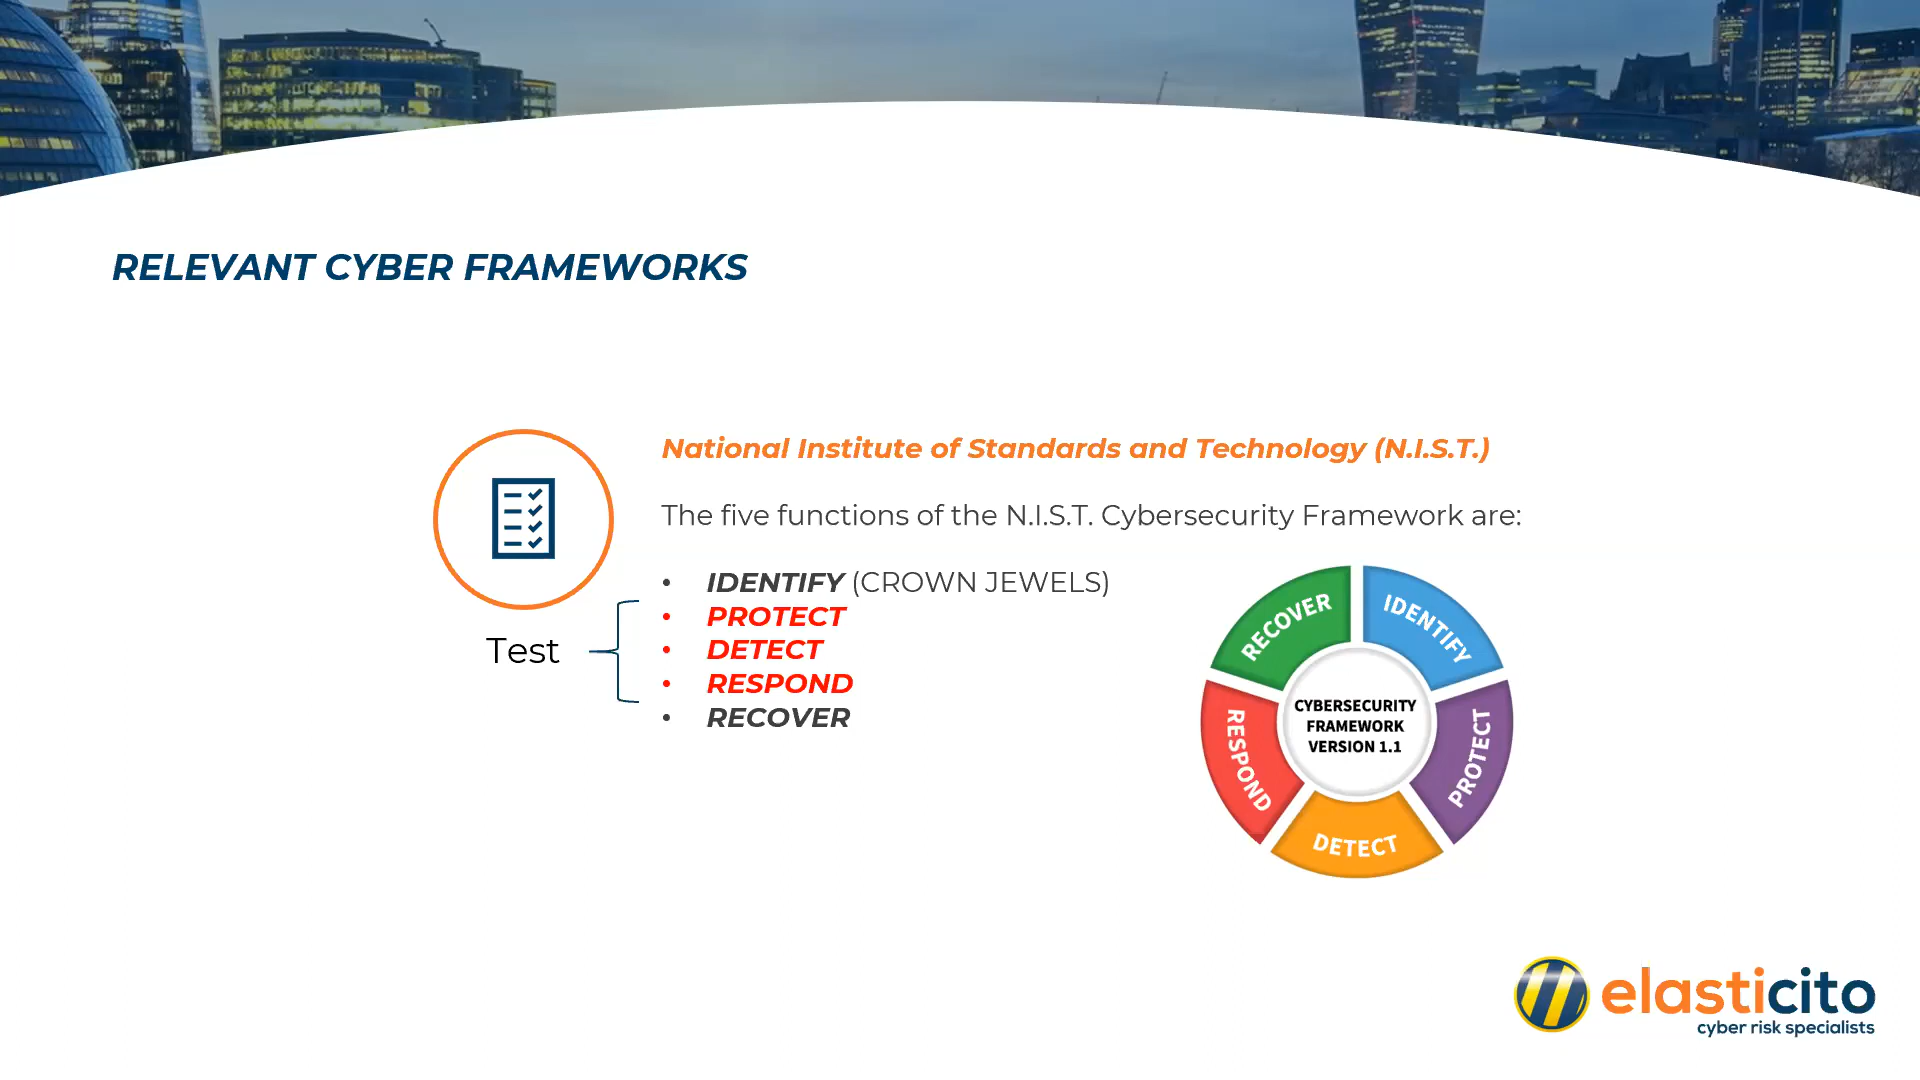 RELEVANT CYBER FRAMEWORKS
National Institute of Standards and Technology (N.I.S.T.)
The five functions of the N.I.S.T. Cybersecurity Framework are:
• IDENTIFY (CROWN JEWELS)
• PROTECT
• DETECT
• RESPOND
• RECOVER
Test
RECOVER
IDENTIFY
PROTECT
DETECT
RESPOND
CYBERSECURITY
FRAMEWORK
VERSION 1.1
elasticito
cyber risk specialists